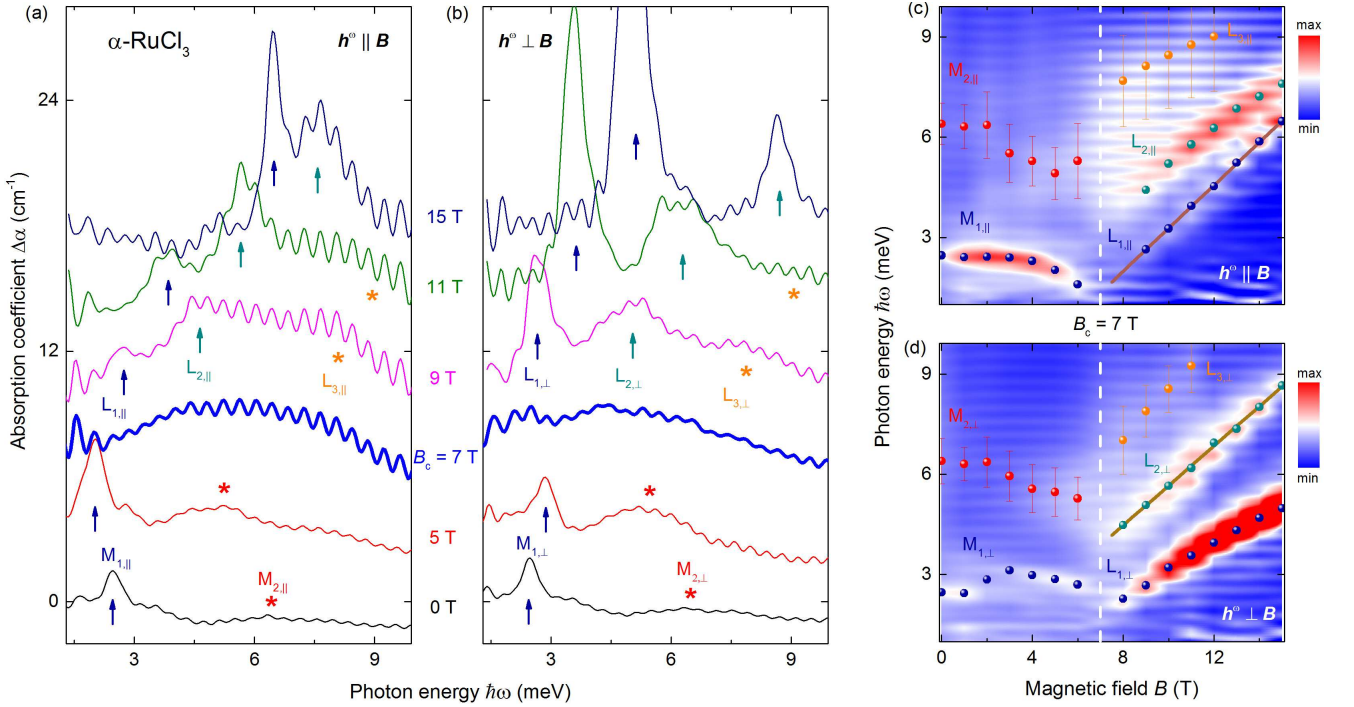 (a)
α-RuCl3
h^ω || B
24
12
0
Absorption coefficient Δα (cm⁻¹)
L1,||
L2,||
L3,||
M1,||
M2,||
3
6
9
15 T
11 T
9 T
Bc = 7 T
5 T
0 T
(b)
h^ω ⊥ B
L1,⊥
L2,⊥
L3,⊥
M1,⊥
M2,⊥
3
6
9
Photon energy ħω (meV)
(c)
9
6
3
M2,||
M1,||
L3,||
L2,||
L1,||
h^ω || B
max
min
Bc = 7 T
Photon energy ħω (meV)
(d)
9
6
3
M2,⊥
M1,⊥
L3,⊥
L2,⊥
L1,⊥
h^ω ⊥ B
max
min
0
4
8
12
Magnetic field B (T)